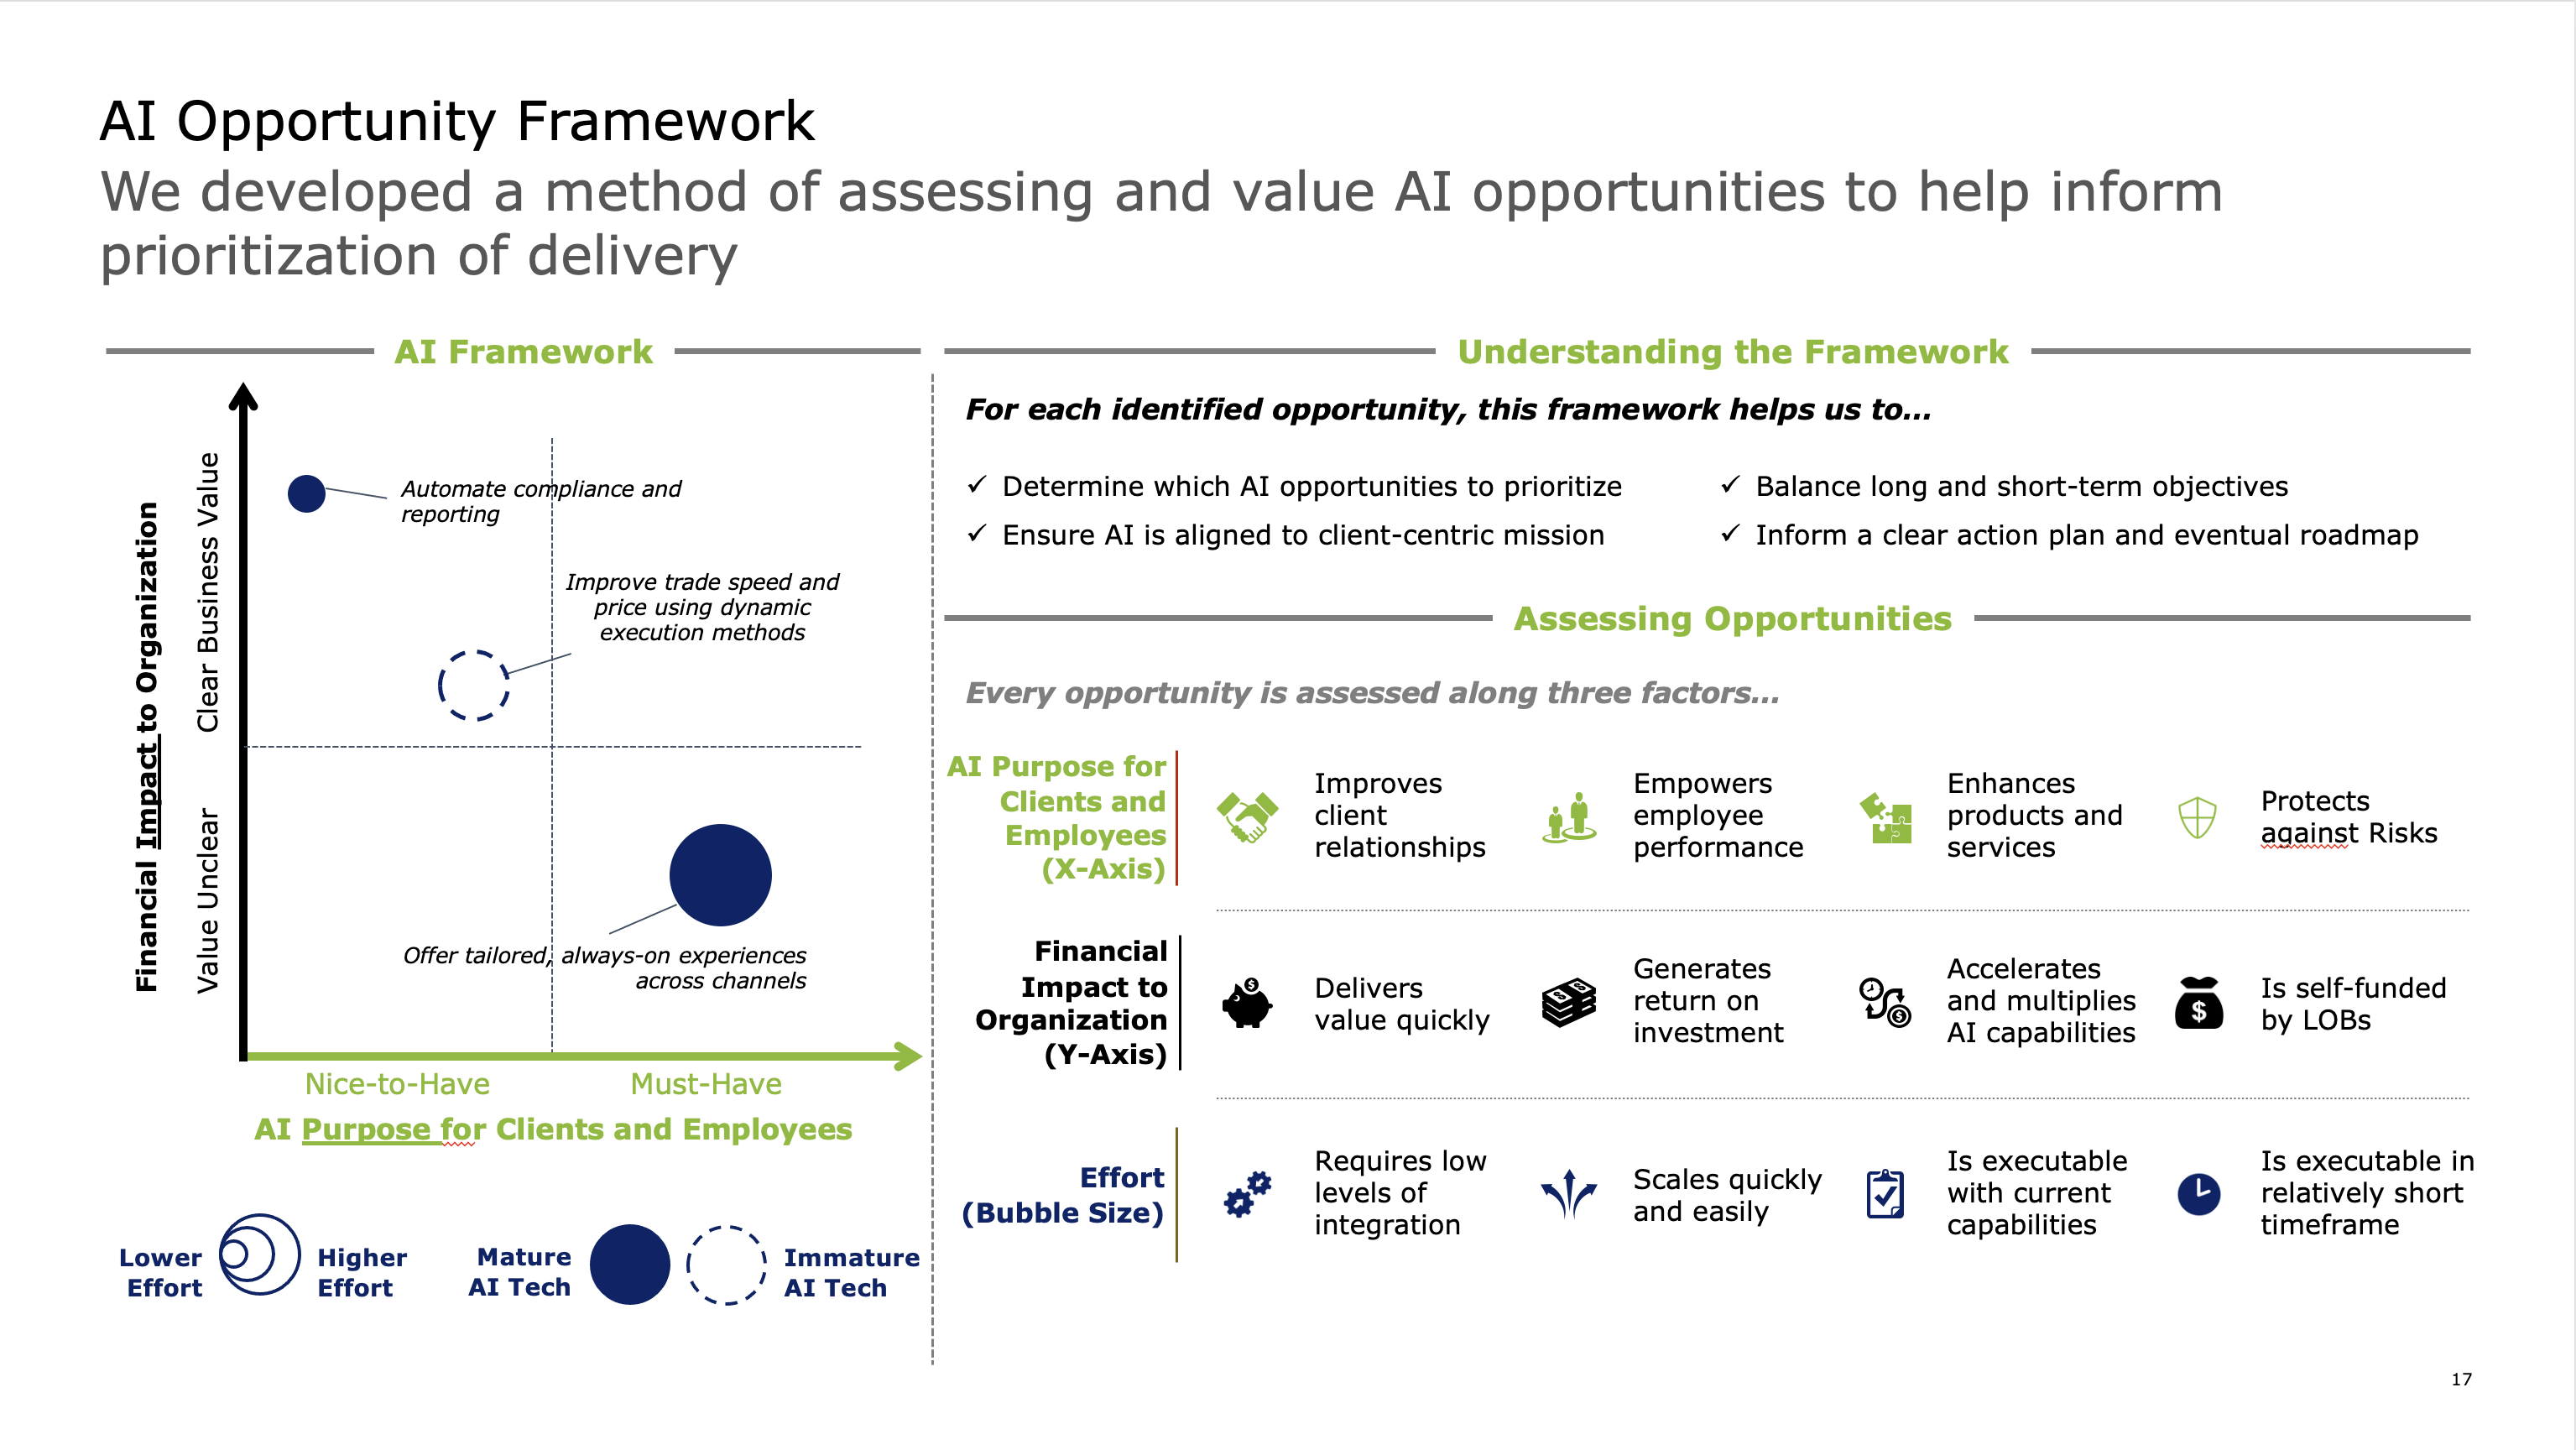 AI Opportunity Framework
We developed a method of assessing and value AI opportunities to help inform
prioritization of delivery
AI Framework
Financial Impact to Organization
Clear Business Value
Value Unclear
Automate compliance and
reporting
Improve trade speed and
price using dynamic
execution methods
Offer tailored, always-on experiences
across channels
Nice-to-Have
Must-Have
AI Purpose for Clients and Employees
Lower
Effort
Higher
Effort
Mature
AI Tech
Immature
AI Tech
Understanding the Framework
For each identified opportunity, this framework helps us to...
✓ Determine which AI opportunities to prioritize
✓ Ensure AI is aligned to client-centric mission
✓ Balance long and short-term objectives
✓ Inform a clear action plan and eventual roadmap
Assessing Opportunities
Every opportunity is assessed along three factors...
AI Purpose for
Clients and
Employees
(X-Axis)
Improves
client
relationships
Empowers
employee
performance
Enhances
products and
services
Protects
against Risks
Financial
Impact to
Organization
(Y-Axis)
Delivers
value quickly
Generates
return on
investment
Accelerates
and multiplies
AI capabilities
Is self-funded
by LOBs
Effort
(Bubble Size)
Requires low
levels of
integration
Scales quickly
and easily
Is executable
with current
capabilities
Is executable in
relatively short
timeframe
17